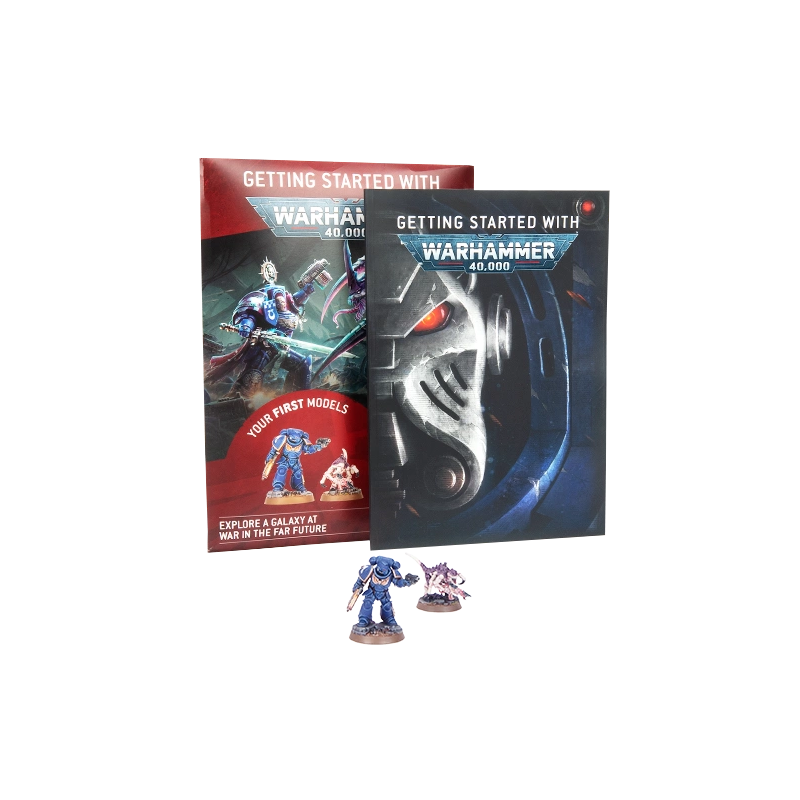 GETTING STARTED WITH
WARHAM
40,000
YOUR FIRST MODELS
EXPLORE A GALAXY AT
WAR IN THE FAR FUTURE
GETTING STARTED WITH
WARHAMMER
40,000